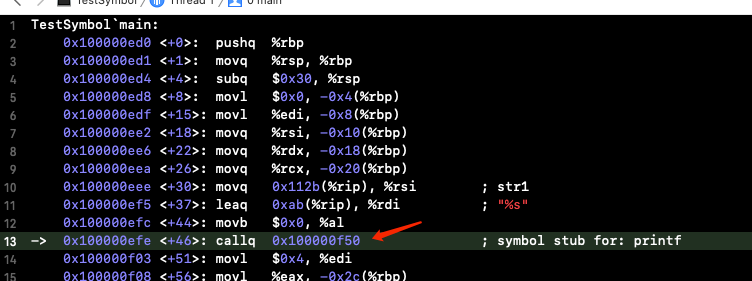 TestSymbol / Thread 1 / 0 main
1 TestSymbol`main:
2 0x100000ed0 <+0>: pushq %rbp
3 0x100000ed1 <+1>: movq %rsp, %rbp
4 0x100000ed4 <+4>: subq $0x30, %rsp
5 0x100000ed8 <+8>: movl $0x0, -0x4(%rbp)
6 0x100000edf <+15>: movl %edi, -0x8(%rbp)
7 0x100000ee2 <+18>: movq %rsi, -0x10(%rbp)
8 0x100000ee6 <+22>: movq %rdx, -0x18(%rbp)
9 0x100000eea <+26>: movq %rcx, -0x20(%rbp)
10 0x100000eee <+30>: movq 0x112b(%rip), %rsi ; str1
11 0x100000ef5 <+37>: leaq 0xab(%rip), %rdi ; "%s"
12 0x100000efc <+44>: movb $0x0, %al
13 -> 0x100000efe <+46>: callq 0x100000f50 ; symbol stub for: printf
14 0x100000f03 <+51>: movl $0x4, %edi
15 0x100000f08 <+56>: movl %eax, -0x2c(%rbp)